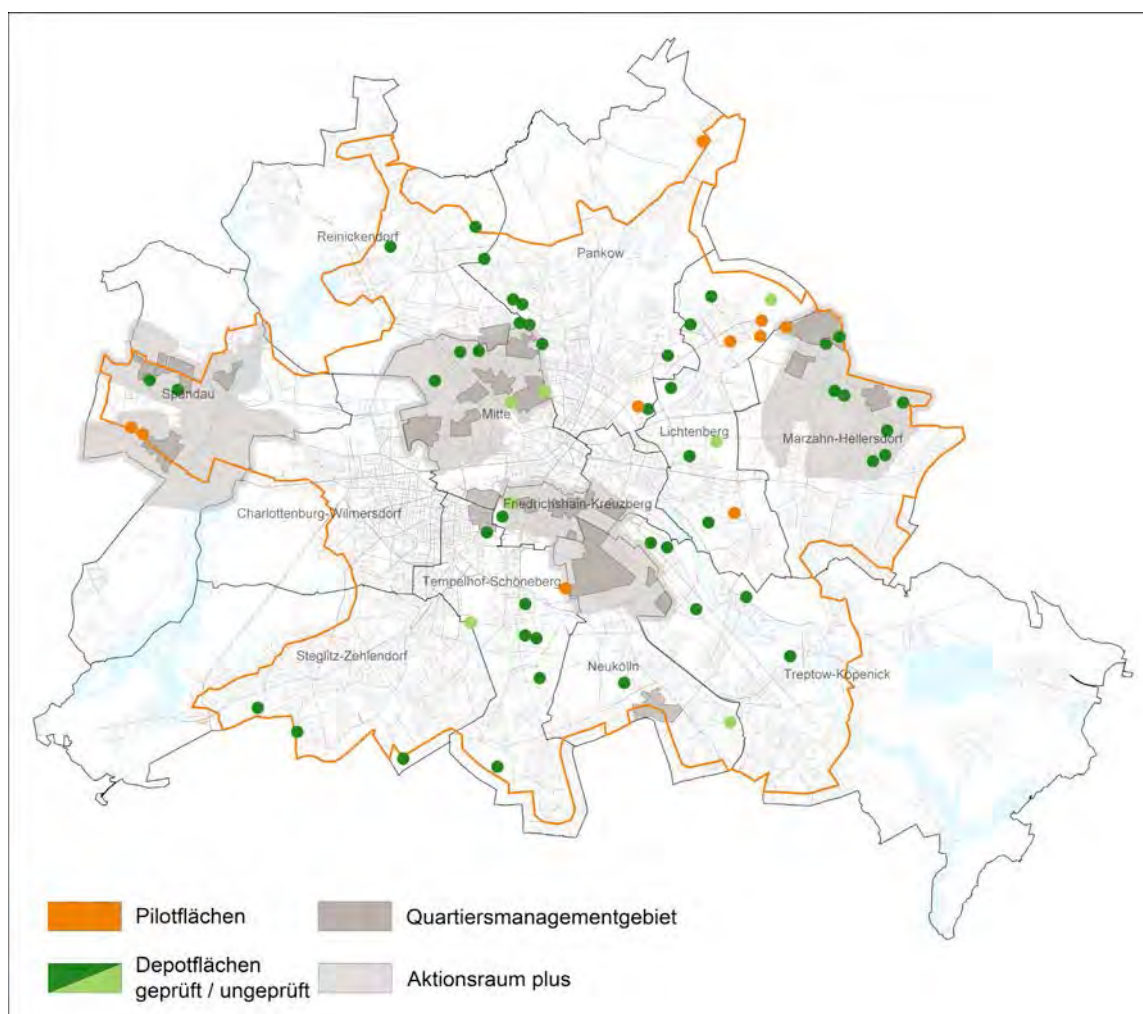 Reinickendorf
Pankow
Spandau
Mitte
Lichtenberg
Marzahn-Hellersdorf
Friedrichshain-Kreuzberg
Charlottenburg-Wilmersdorf
Tempelhof-Schöneberg
Steglitz-Zehlendorf
Neukölln
Treptow-Köpenick
Pilotflächen
Quartiersmanagementgebiet
Depotflächen
geprüft / ungeprüft
Aktionsraum plus